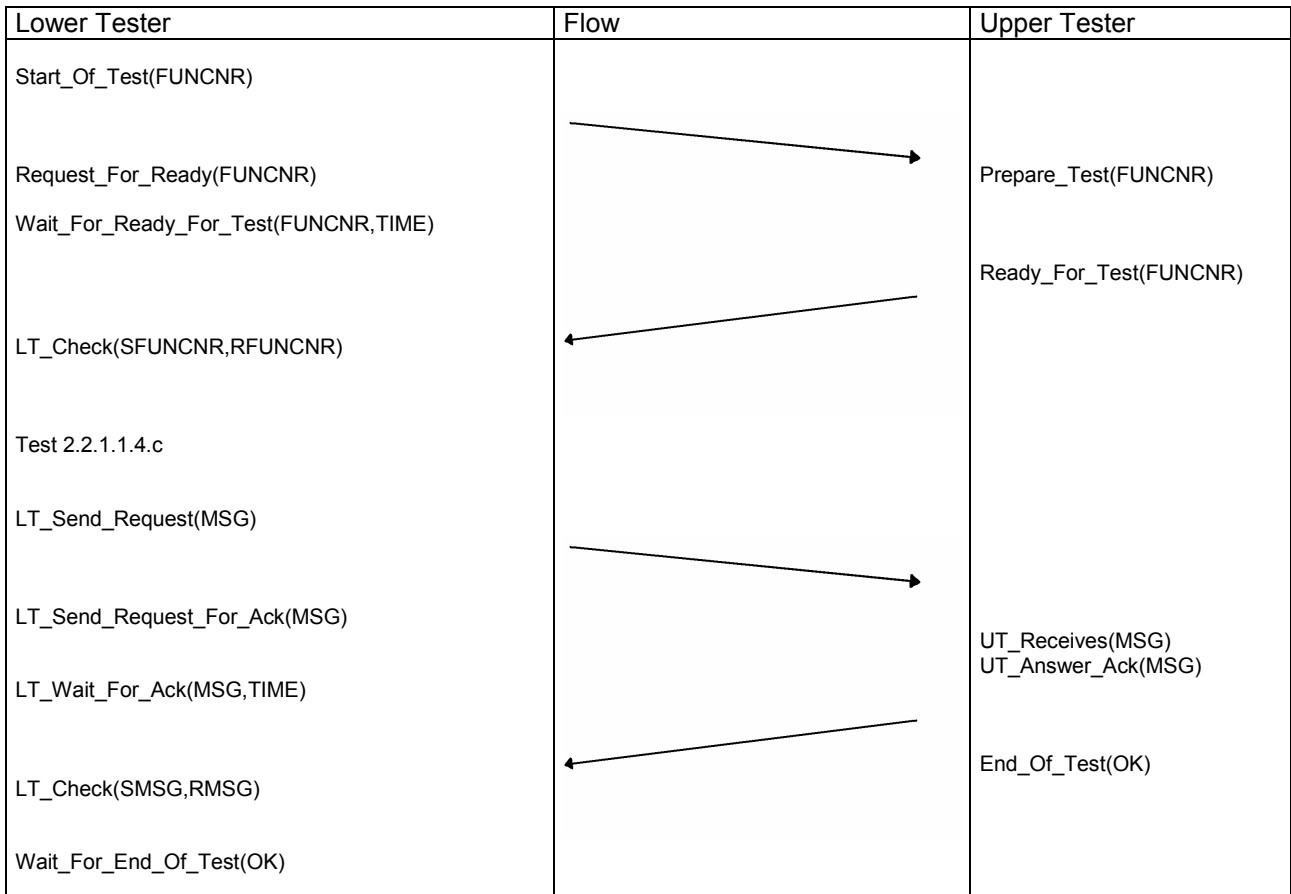 Lower Tester
Flow
Upper Tester
Start_Of_Test(FUNCNR)
Request_For_Ready(FUNCNR)
Prepare_Test(FUNCNR)
Wait_For_Ready_For_Test(FUNCNR,TIME)
Ready_For_Test(FUNCNR)
LT_Check(SFUNCNR,RFUNCNR)
Test 2.2.1.1.4.c
LT_Send_Request(MSG)
LT_Send_Request_For_Ack(MSG)
UT_Receives(MSG)
UT_Answer_Ack(MSG)
LT_Wait_For_Ack(MSG,TIME)
End_Of_Test(OK)
LT_Check(SMSG,RMSG)
Wait_For_End_Of_Test(OK)